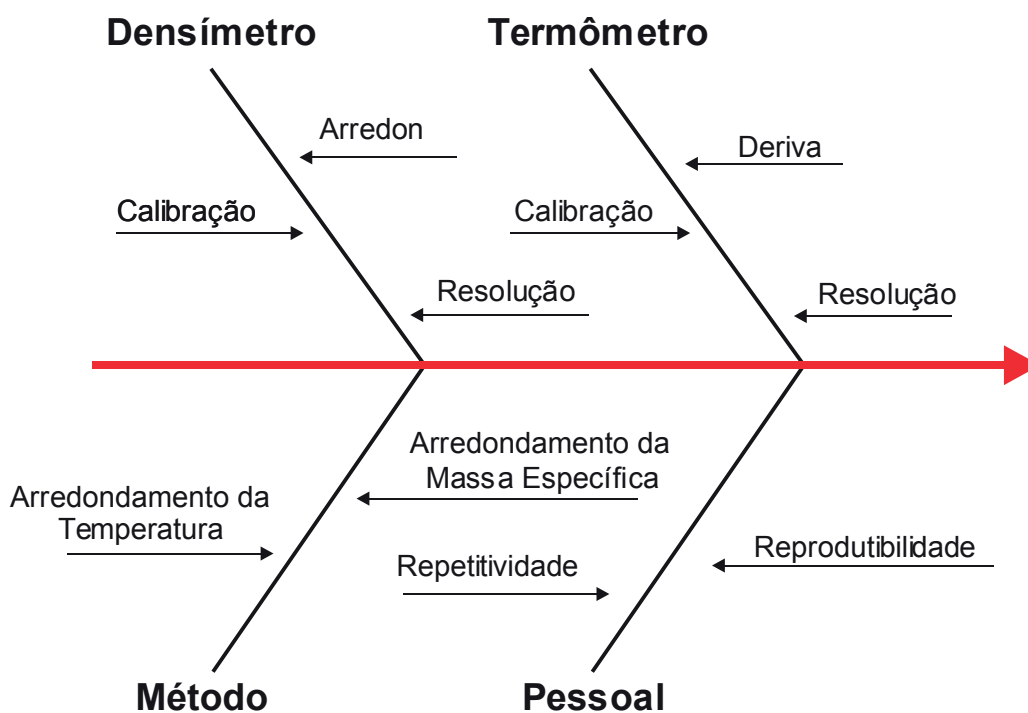 Densímetro
Termômetro
Arredon
Deriva
Calibração
Calibração
Resolução
Resolução
Arredondamento da
Massa Específica
Arredondamento da
Temperatura
Repetitividade
Reprodutibilidade
Método
Pessoal